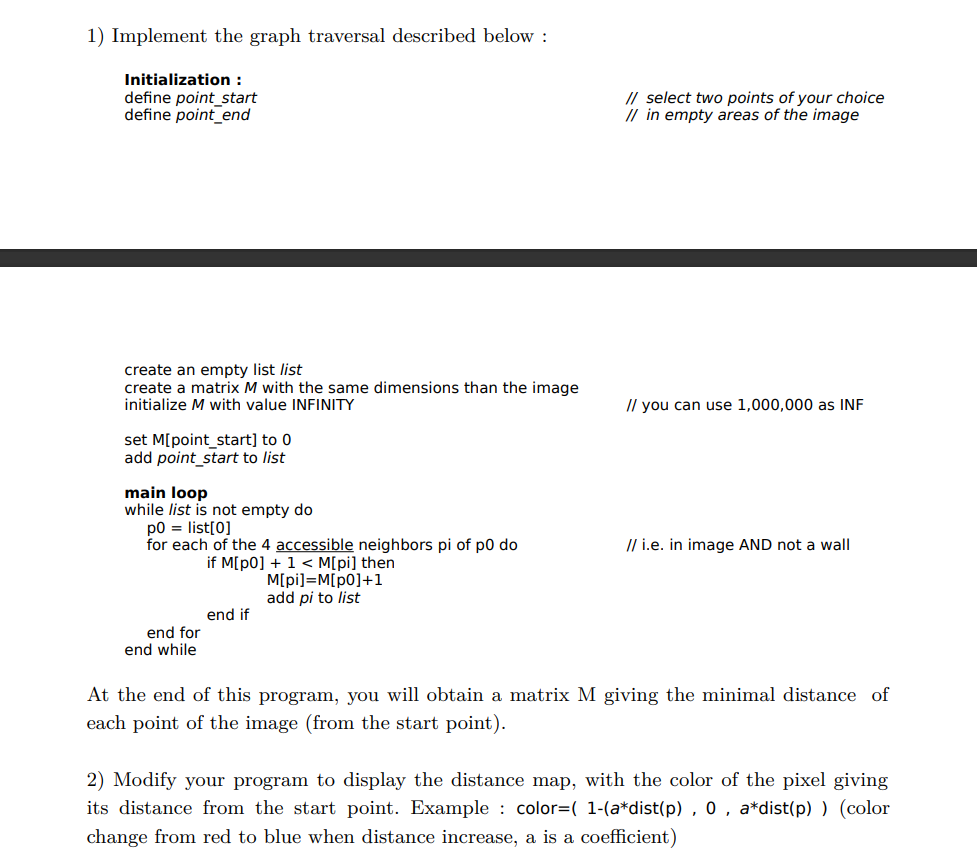 1) Implement the graph traversal described below :
Initialization :
define point_start // select two points of your choice
define point_end // in empty areas of the image
create an empty list list
create a matrix M with the same dimensions than the image
initialize M with value INFINITY // you can use 1,000,000 as INF
set M[point_start] to 0
add point_start to list
main loop
while list is not empty do
p0 = list[0]
for each of the 4 accessible neighbors pi of p0 do // i.e. in image AND not a wall
if M[p0] + 1 < M[pi] then
M[pi]=M[p0]+1
add pi to list
end if
end for
end while
At the end of this program, you will obtain a matrix M giving the minimal distance of
each point of the image (from the start point).
2) Modify your program to display the distance map, with the color of the pixel giving
its distance from the start point. Example : color=( 1-(a*dist(p) , 0 , a*dist(p) ) (color
change from red to blue when distance increase, a is a coefficient)